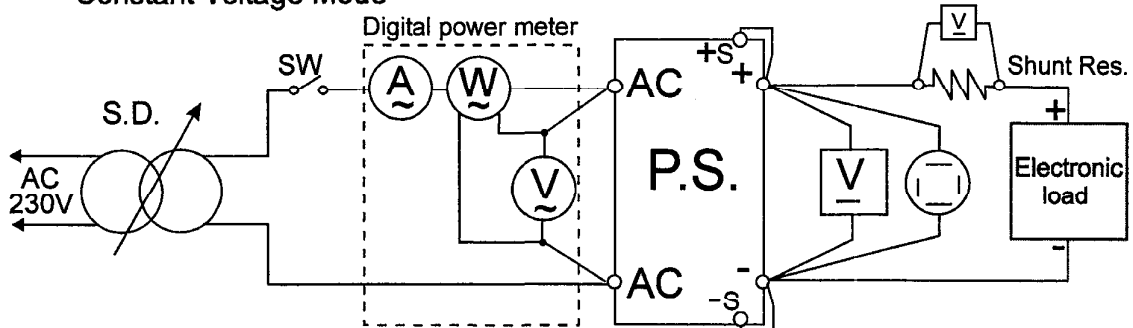 Constant Voltage Mode
Digital power meter
SW
A
~
W
~
V
~
S.D.
AC
230V
AC
AC
P.S.
+S
+
-
-S
V
V
Shunt Res.
+
Electronic
load
-